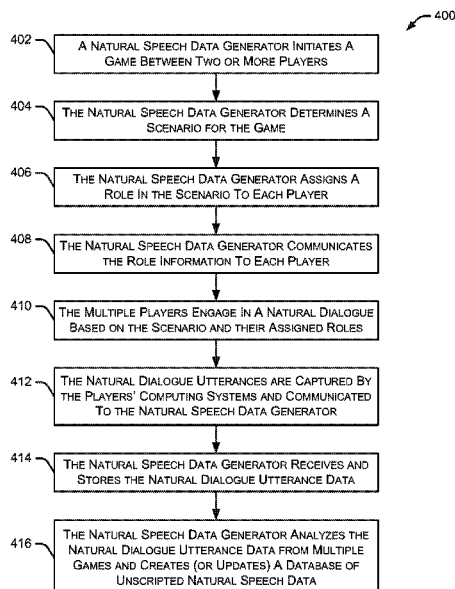 400
402
A NATURAL SPEECH DATA GENERATOR INITIATES A
GAME BETWEEN TWO OR MORE PLAYERS
404
THE NATURAL SPEECH DATA GENERATOR DETERMINES A
SCENARIO FOR THE GAME
406
THE NATURAL SPEECH DATA GENERATOR ASSIGNS A
ROLE IN THE SCENARIO TO EACH PLAYER
408
THE NATURAL SPEECH DATA GENERATOR COMMUNICATES
THE ROLE INFORMATION TO EACH PLAYER
410
THE MULTIPLE PLAYERS ENGAGE IN A NATURAL DIALOGUE
BASED ON THE SCENARIO AND THEIR ASSIGNED ROLES
412
THE NATURAL DIALOGUE UTTERANCES ARE CAPTURED BY
THE PLAYERS' COMPUTING SYSTEMS AND COMMUNICATED
TO THE NATURAL SPEECH DATA GENERATOR
414
THE NATURAL SPEECH DATA GENERATOR RECEIVES AND
STORES THE NATURAL DIALOGUE UTTERANCE DATA
416
THE NATURAL SPEECH DATA GENERATOR ANALYZES THE
NATURAL DIALOGUE UTTERANCE DATA FROM MULTIPLE
GAMES AND CREATES (OR UPDATES) A DATABASE OF
UNSCRIPTED NATURAL SPEECH DATA